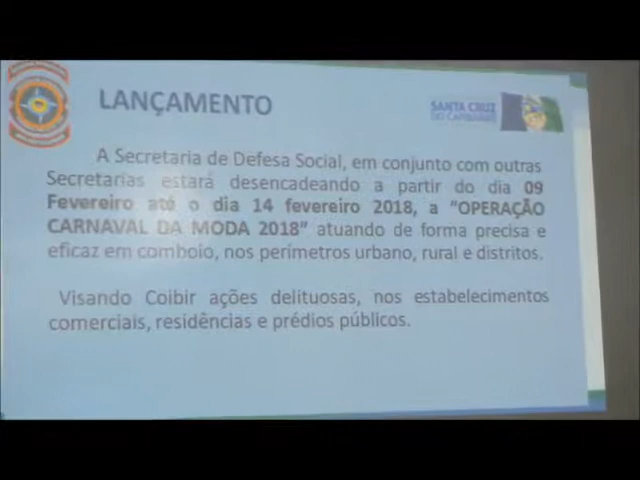 LANÇAMENTO
SANTA CRUZ
DO CAPIBARIBE
A Secretaria de Defesa Social, em conjunto com outras
Secretarias estará desencadeando a partir do dia 09
Fevereiro até o dia 14 fevereiro 2018, a “OPERAÇÃO
CARNAVAL DA MODA 2018” atuando de forma precisa e
eficaz em comboio, nos perímetros urbano, rural e distritos.
Visando Coibir ações delituosas, nos estabelecimentos
comerciais, residências e prédios públicos.